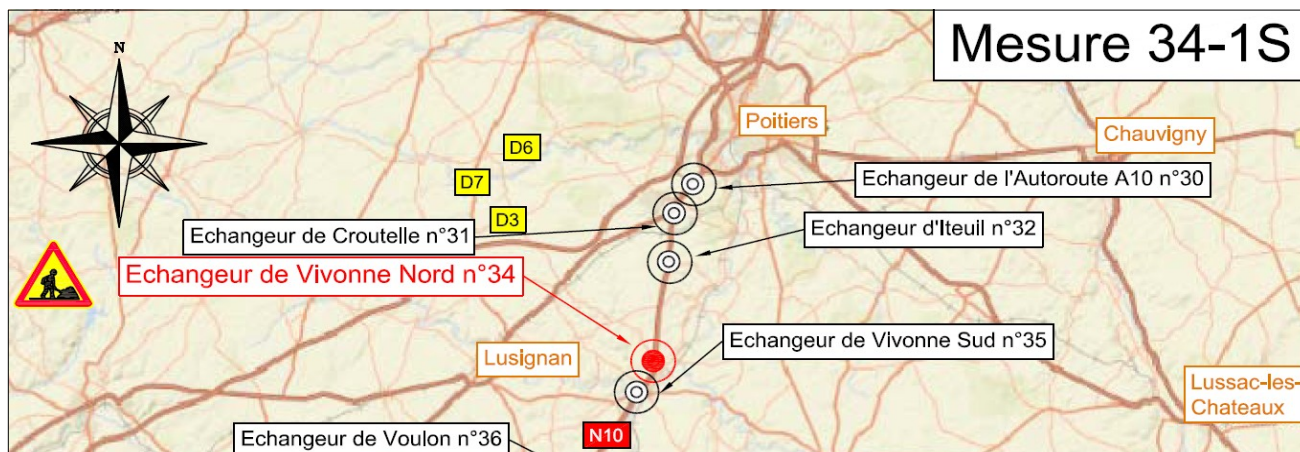 Mesure 34-1S
N
Poitiers
Chauvigny
D6
D7
D3
Echangeur de l'Autoroute A10 n°30
Echangeur de Croutelle n°31
Echangeur d'Iteuil n°32
Echangeur de Vivonne Nord n°34
Echangeur de Vivonne Sud n°35
Lusignan
Lussac-les-
Chateaux
Echangeur de Voulon n°36
N10